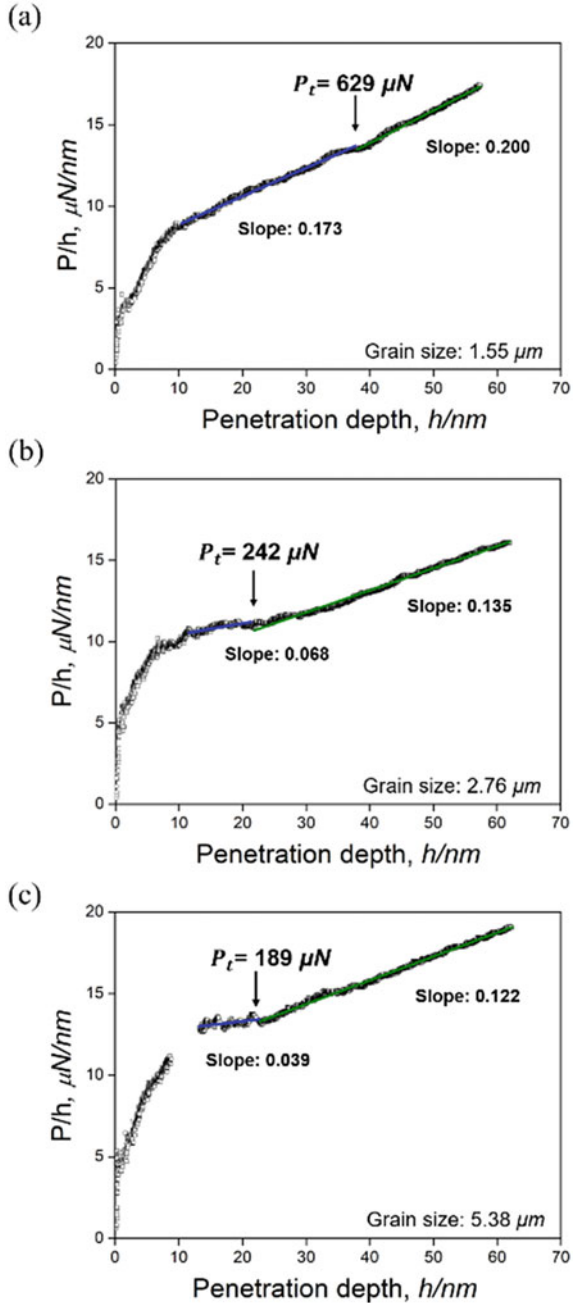 (a)
20
15
10
5
0
P/h, μN/nm
Pₜ= 629 μN
Slope: 0.200
Slope: 0.173
Grain size: 1.55 μm
0 10 20 30 40 50 60 70
Penetration depth, h/nm
(b)
20
15
10
5
0
P/h, μN/nm
Pₜ= 242 μN
Slope: 0.135
Slope: 0.068
Grain size: 2.76 μm
0 10 20 30 40 50 60 70
Penetration depth, h/nm
(c)
20
15
10
5
0
P/h, μN/nm
Pₜ= 189 μN
Slope: 0.122
Slope: 0.039
Grain size: 5.38 μm
0 10 20 30 40 50 60 70
Penetration depth, h/nm